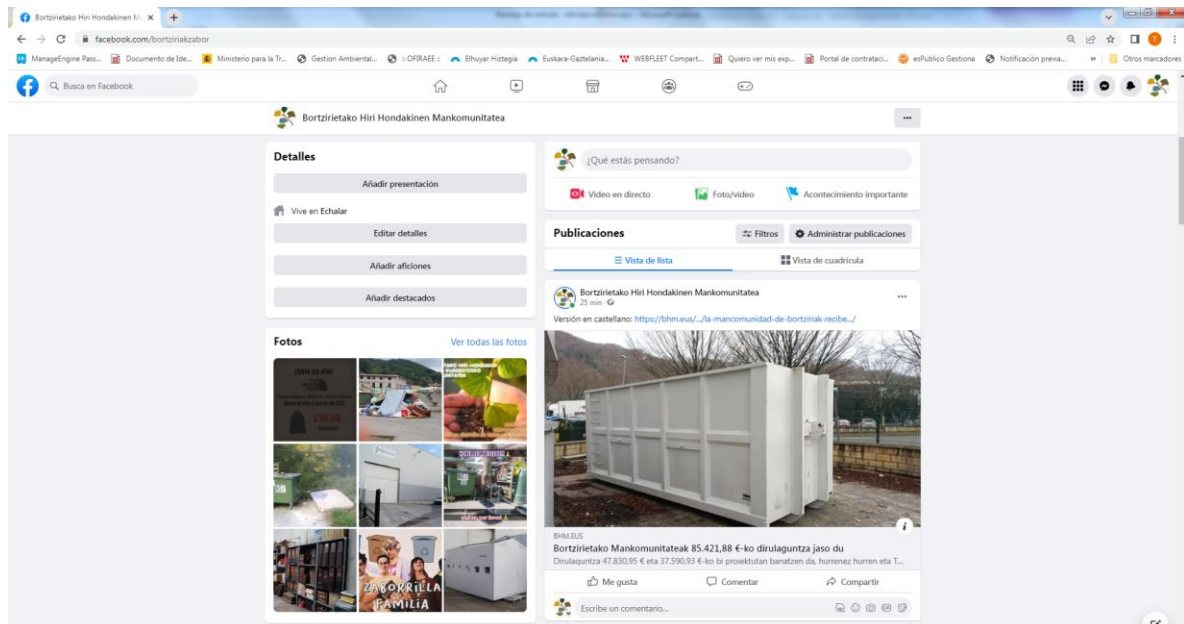 Bortzirietako Hiri Hondakinen M
facebook.com/bortziriakzabor
ManageEngine Pass...
Documento de Ide...
Ministerio para la Tr...
Gestion Ambiental...
:: OFIRAEE ::
Elhuyar Hiztegia
Euskara-Gaztelania...
WEBFLEET Compart...
Quiero ver mis exp...
Portal de contrataci...
esPublico Gestiona
Notificación previa...
»
Otros marcadores
Busca en Facebook
Bortzirietako Hiri Hondakinen Mankomunitatea
Detalles
Añadir presentación
Vive en Echalar
Editar detalles
Añadir aficiones
Añadir destacados
Fotos
Ver todas las fotos
ZABORRILLA
FAMILIA
¿Qué estás pensando?
Vídeo en directo
Foto/vídeo
Acontecimiento importante
Publicaciones
Filtros
Administrar publicaciones
Vista de lista
Vista de cuadrícula
Bortzirietako Hiri Hondakinen Mankomunitatea
25 min ·
Versión en castellano: https://bhm.eus/.../la-mancomunidad-de-bortziriak-recibe.../
BHM.EUS
Bortzirietako Mankomunitateak 85.421,88 €-ko dirulaguntza jaso du
Dirulaguntza 47.830,95 € eta 37.590,93 €-ko bi proiektutan banatzen da, hurrenez hurren eta T...
Me gusta
Comentar
Compartir
Escribe un comentario...